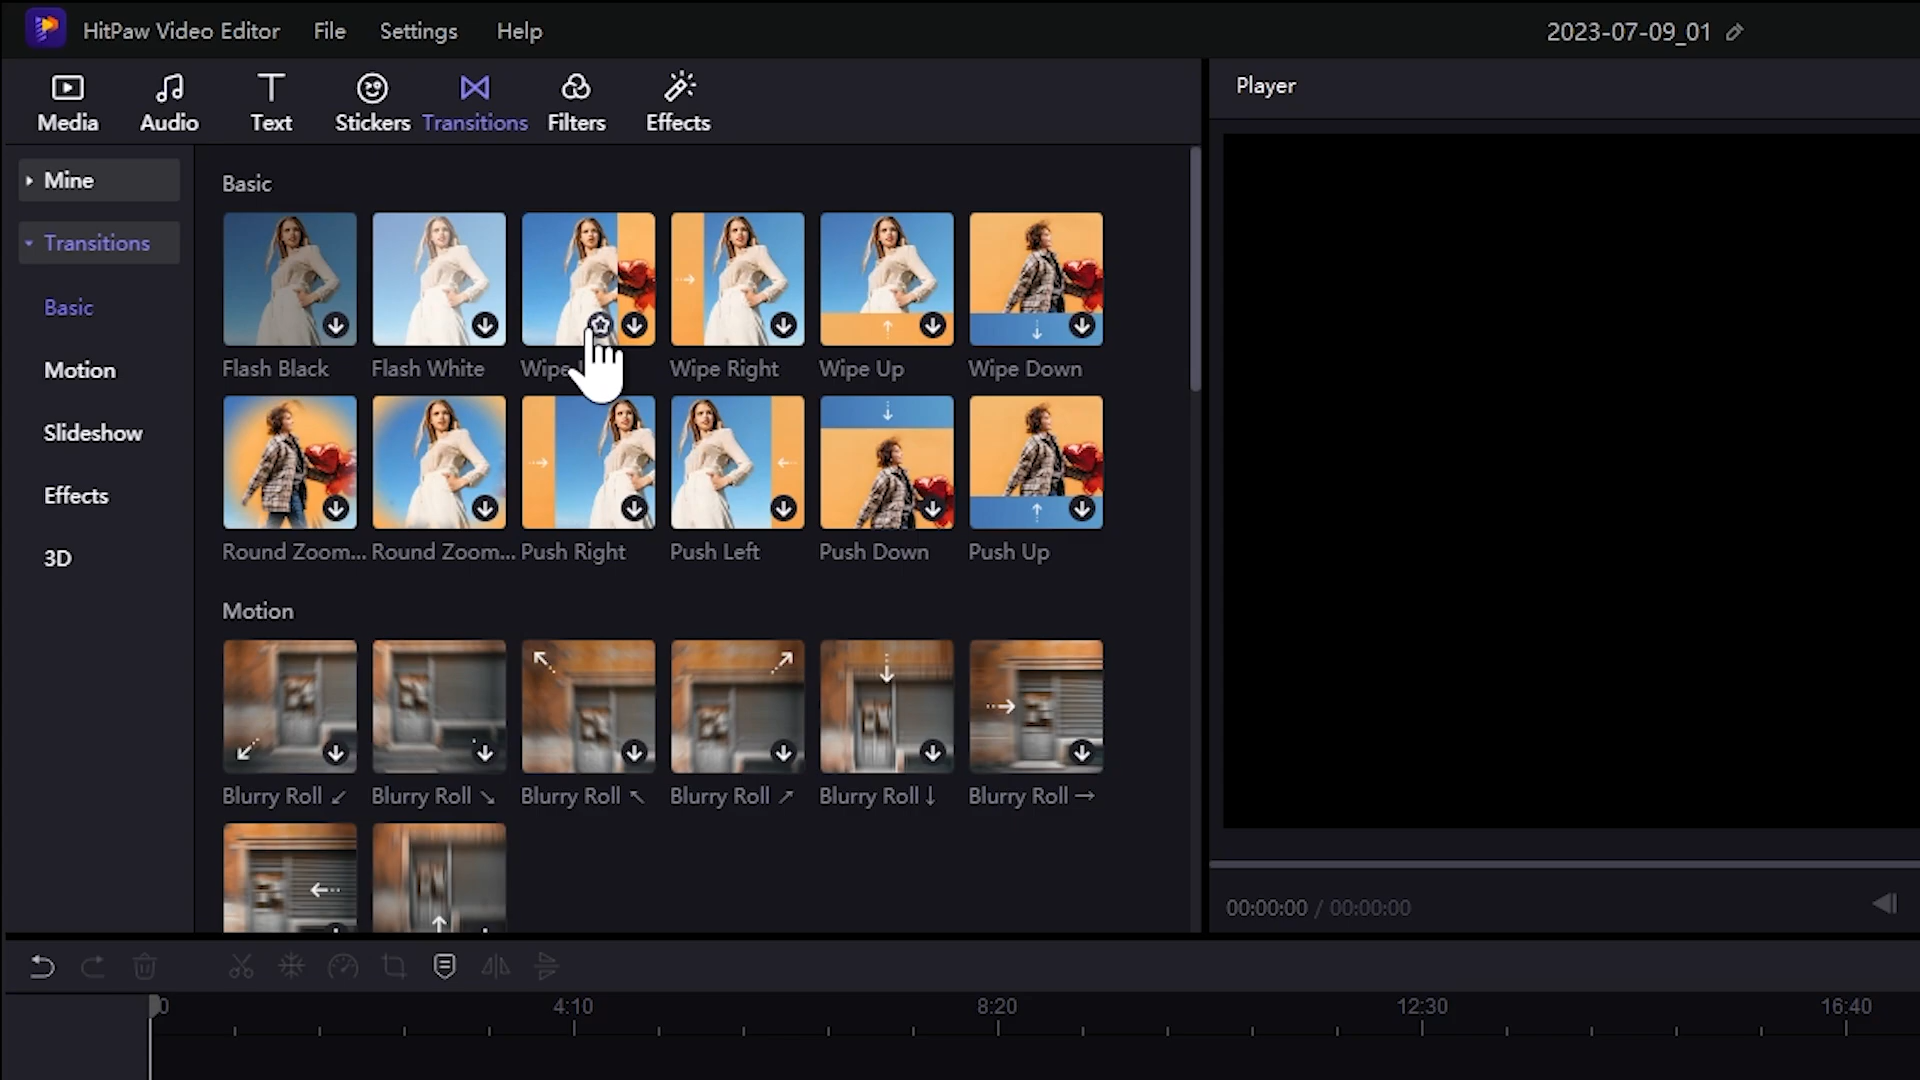 HitPaw Video Editor File Settings Help
2023-07-09_01
Media Audio Text Stickers Transitions Filters Effects
Player
Mine
Transitions
Basic
Motion
Slideshow
Effects
3D
Basic
Flash Black Flash White Wipe Wipe Right Wipe Up Wipe Down
Round Zoom... Round Zoom... Push Right Push Left Push Down Push Up
Motion
Blurry Roll ↙ Blurry Roll ↘ Blurry Roll ↖ Blurry Roll ↗ Blurry Roll ↓ Blurry Roll →
00:00:00 / 00:00:00
0 4:10 8:20 12:30 16:40